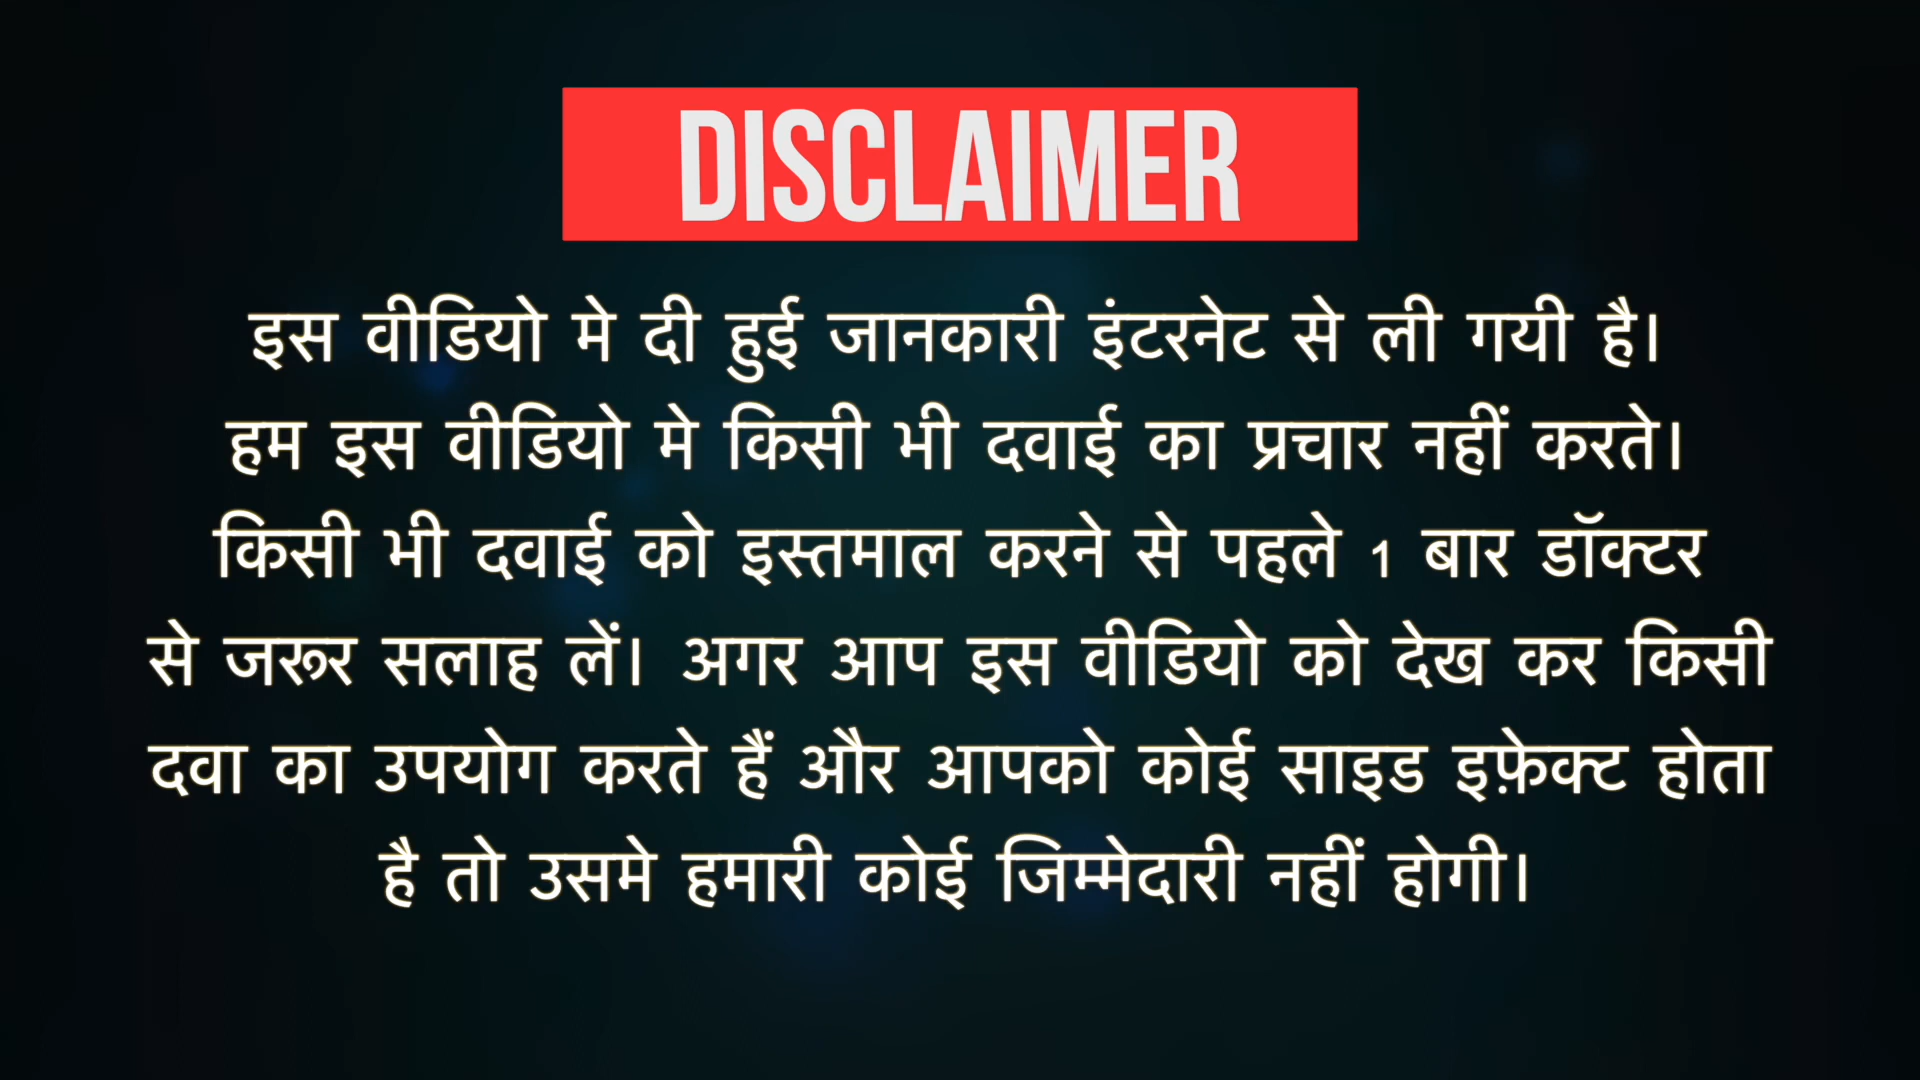 DISCLAIMER
इस वीडियो मे दी हुई जानकारी इंटरनेट से ली गयी है।
हम इस वीडियो मे किसी भी दवाई का प्रचार नहीं करते।
किसी भी दवाई को इस्तमाल करने से पहले 1 बार डॉक्टर
से जरूर सलाह लें। अगर आप इस वीडियो को देख कर किसी
दवा का उपयोग करते हैं और आपको कोई साइड इफ़ेक्ट होता
है तो उसमे हमारी कोई जिम्मेदारी नहीं होगी।